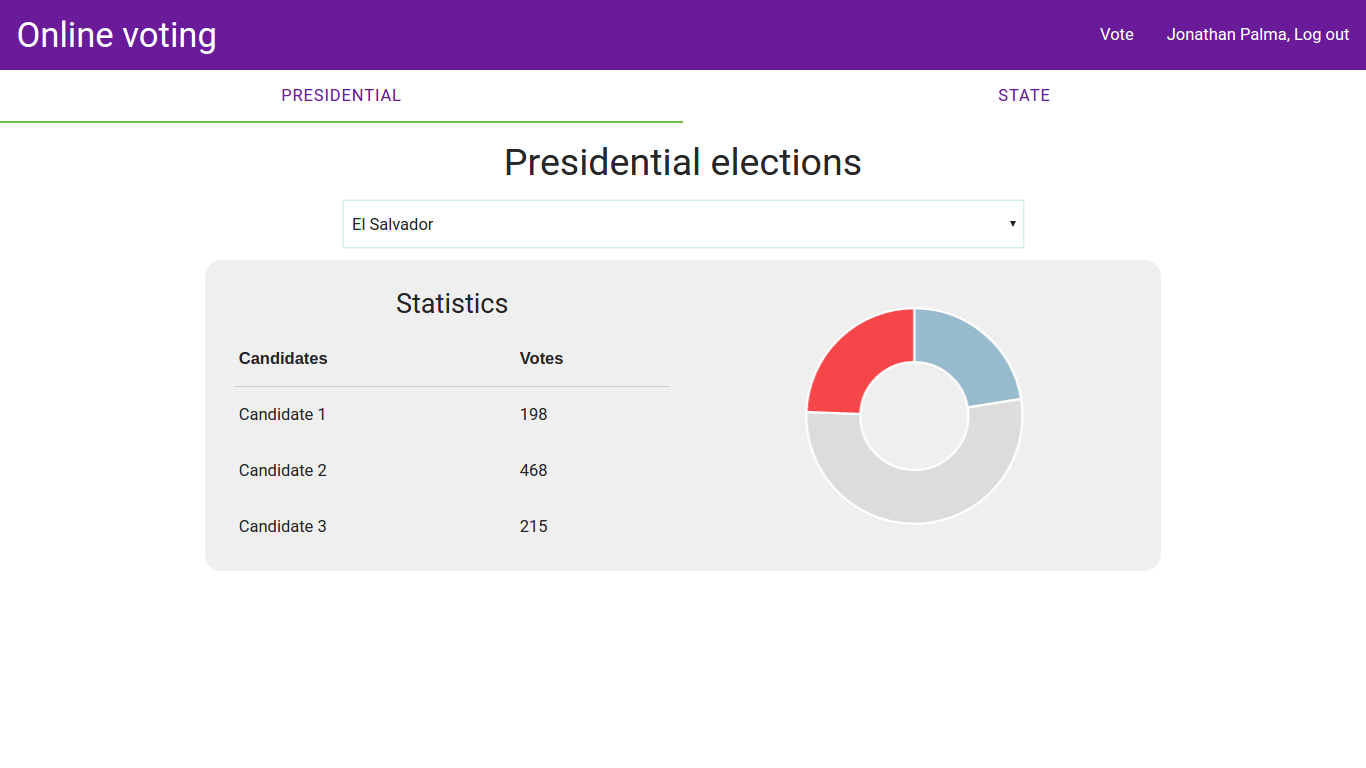 Online voting
Vote
Jonathan Palma, Log out
PRESIDENTIAL
STATE
Presidential elections
El Salvador
Statistics
Candidates Votes
Candidate 1 198
Candidate 2 468
Candidate 3 215